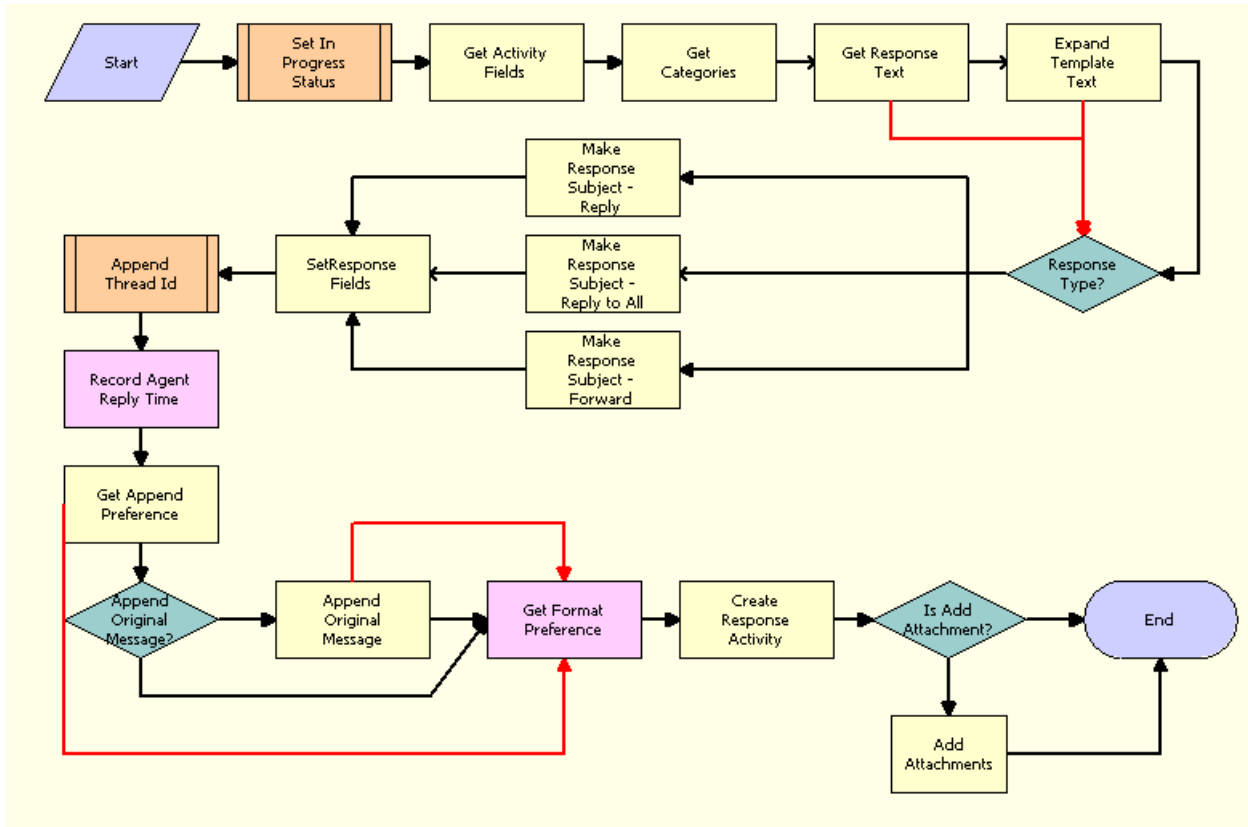 Start
Set In
Progress
Status
Get Activity
Fields
Get
Categories
Get Response
Text
Expand
Template
Text
Make
Response
Subject -
Reply
Append
Thread Id
SetResponse
Fields
Make
Response
Subject -
Reply to All
Response
Type?
Make
Response
Subject -
Forward
Record Agent
Reply Time
Get Append
Preference
Append
Original
Message?
Append
Original
Message
Get Format
Preference
Create
Response
Activity
Is Add
Attachment?
End
Add
Attachments